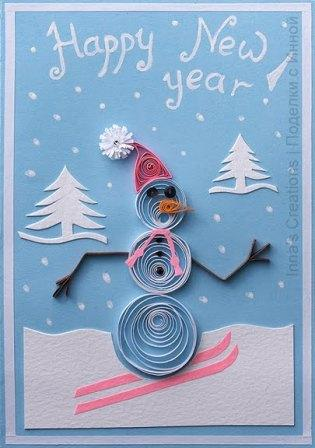 Happy New
year!
Inna's Creations | Поделки с Инной